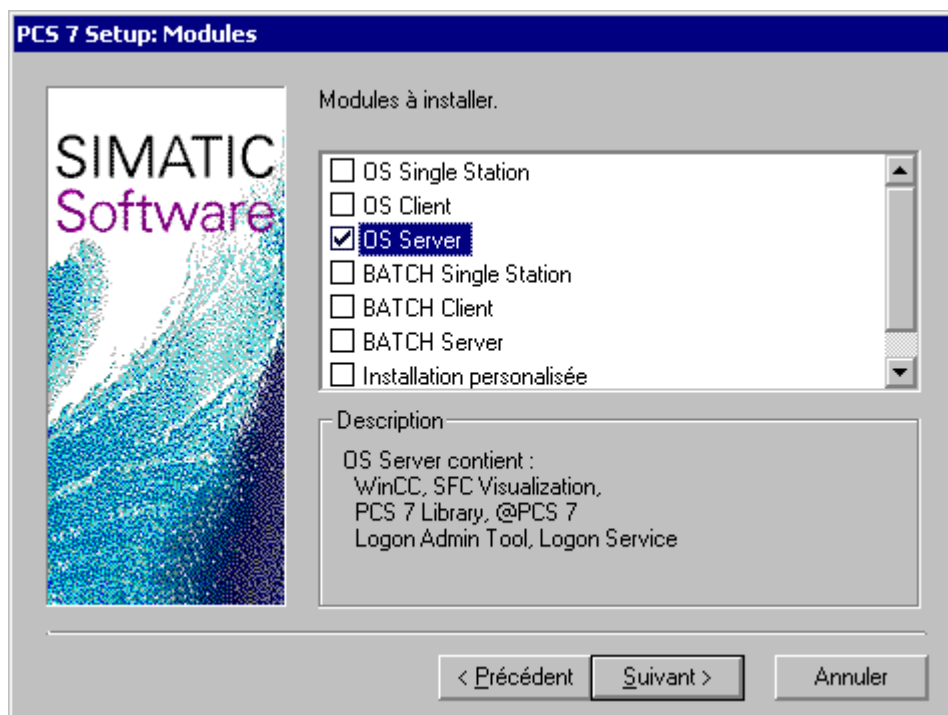 PCS 7 Setup: Modules
SIMATIC
Software
Modules à installer.
OS Single Station
OS Client
OS Server
BATCH Single Station
BATCH Client
BATCH Server
Installation personalisée
Description
OS Server contient :
WinCC, SFC Visualization,
PCS 7 Library, @PCS 7
Logon Admin Tool, Logon Service
< Précédent
Suivant >
Annuler